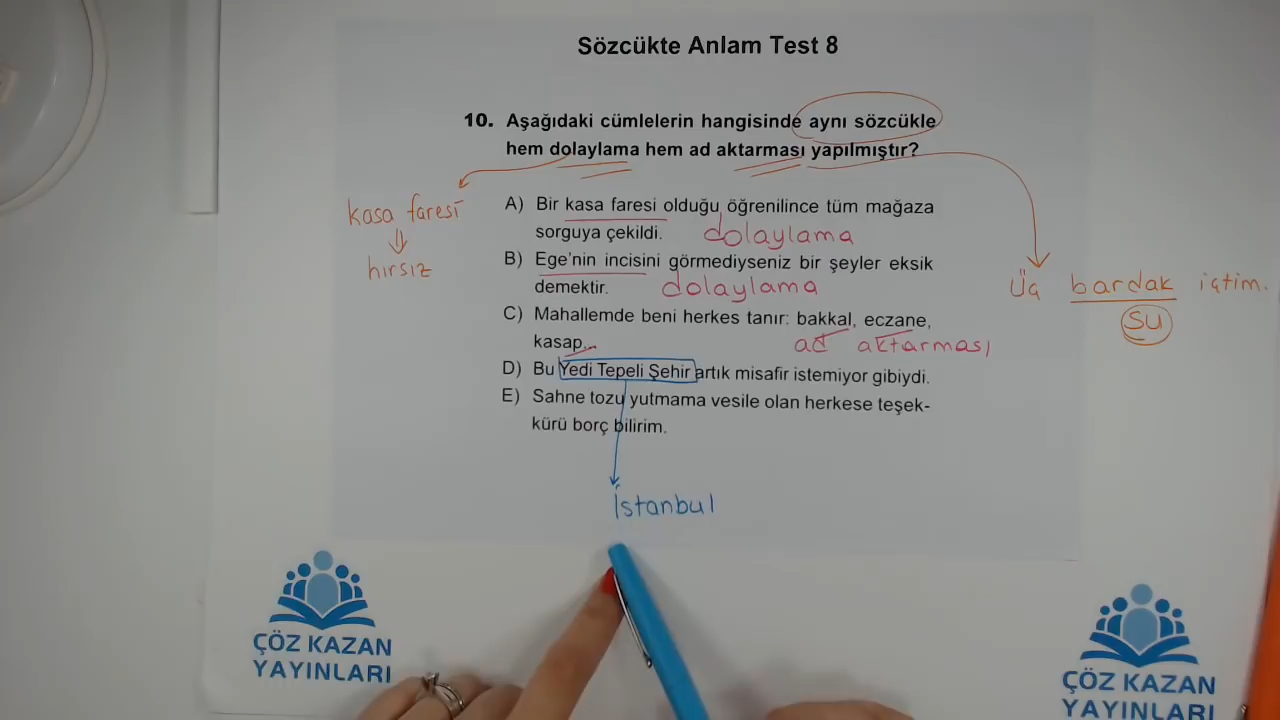 Sözcükte Anlam Test 8
10. Aşağıdaki cümlelerin hangisinde aynı sözcükle
hem dolaylama hem ad aktarması yapılmıştır?
kasa faresi
⇓
hırsız
A) Bir kasa faresi olduğu öğrenilince tüm mağaza
sorguya çekildi. dolaylama
B) Ege'nin incisini görmediyseniz bir şeyler eksik
demektir. dolaylama
Üç bardak içtim.
su
C) Mahallemde beni herkes tanır: bakkal, eczane,
kasap... ad aktarması
D) Bu Yedi Tepeli Şehir artık misafir istemiyor gibiydi.
E) Sahne tozu yutmama vesile olan herkese teşek-
kürü borç bilirim.
İstanbul
ÇÖZ KAZAN
YAYINLARI
ÇÖZ KAZAN
YAYINLARI